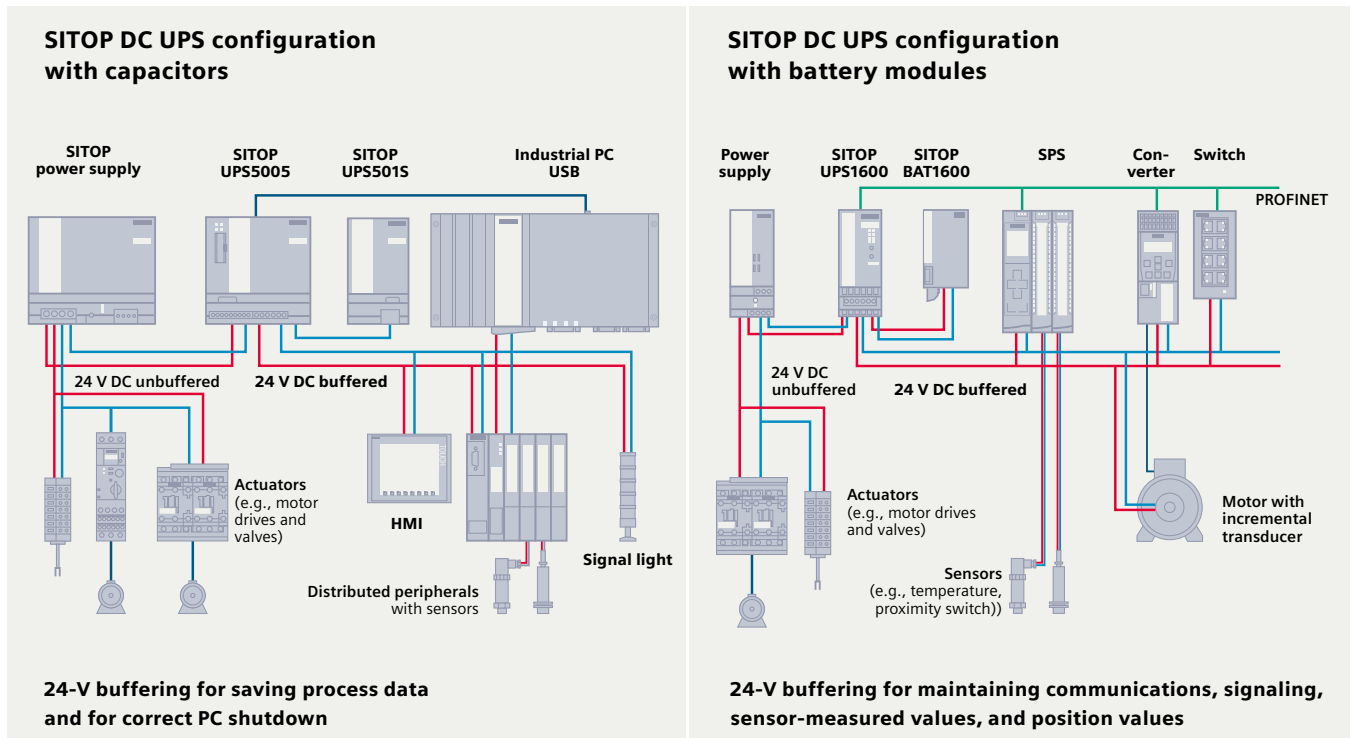 SITOP DC UPS configuration
with capacitors
SITOP
power supply
SITOP
UPS5005
SITOP
UPS501S
Industrial PC
USB
24 V DC unbuffered
24 V DC buffered
Actuators
(e.g., motor
drives and
valves)
HMI
Signal light
Distributed peripherals
with sensors
24-V buffering for saving process data
and for correct PC shutdown
SITOP DC UPS configuration
with battery modules
Power
supply
SITOP
UPS1600
SITOP
BAT1600
SPS
Con-
verter
Switch
PROFINET
24 V DC
unbuffered
24 V DC buffered
Actuators
(e.g., motor drives
and valves)
Motor with
incremental
transducer
Sensors
(e.g., temperature,
proximity switch))
24-V buffering for maintaining communications, signaling,
sensor-measured values, and position values